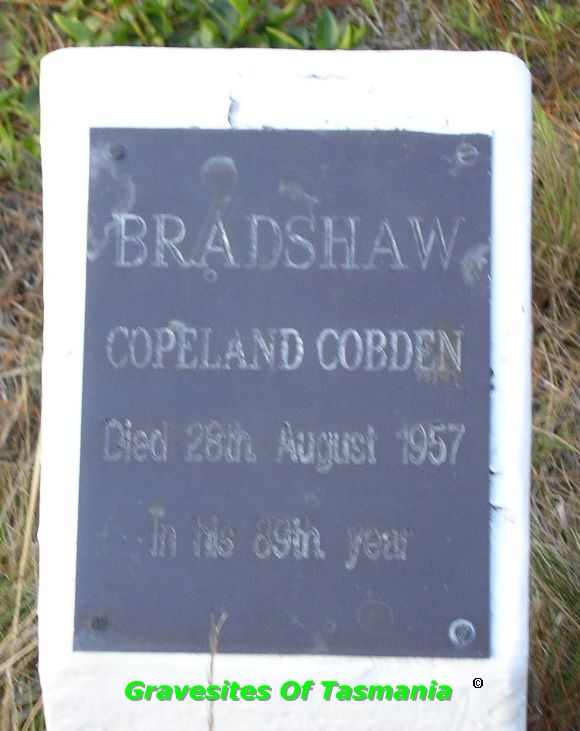 BRADSHAW
COPELAND COBDEN
Died 28th August 1957
In his 89th year
Gravesites Of Tasmania ©